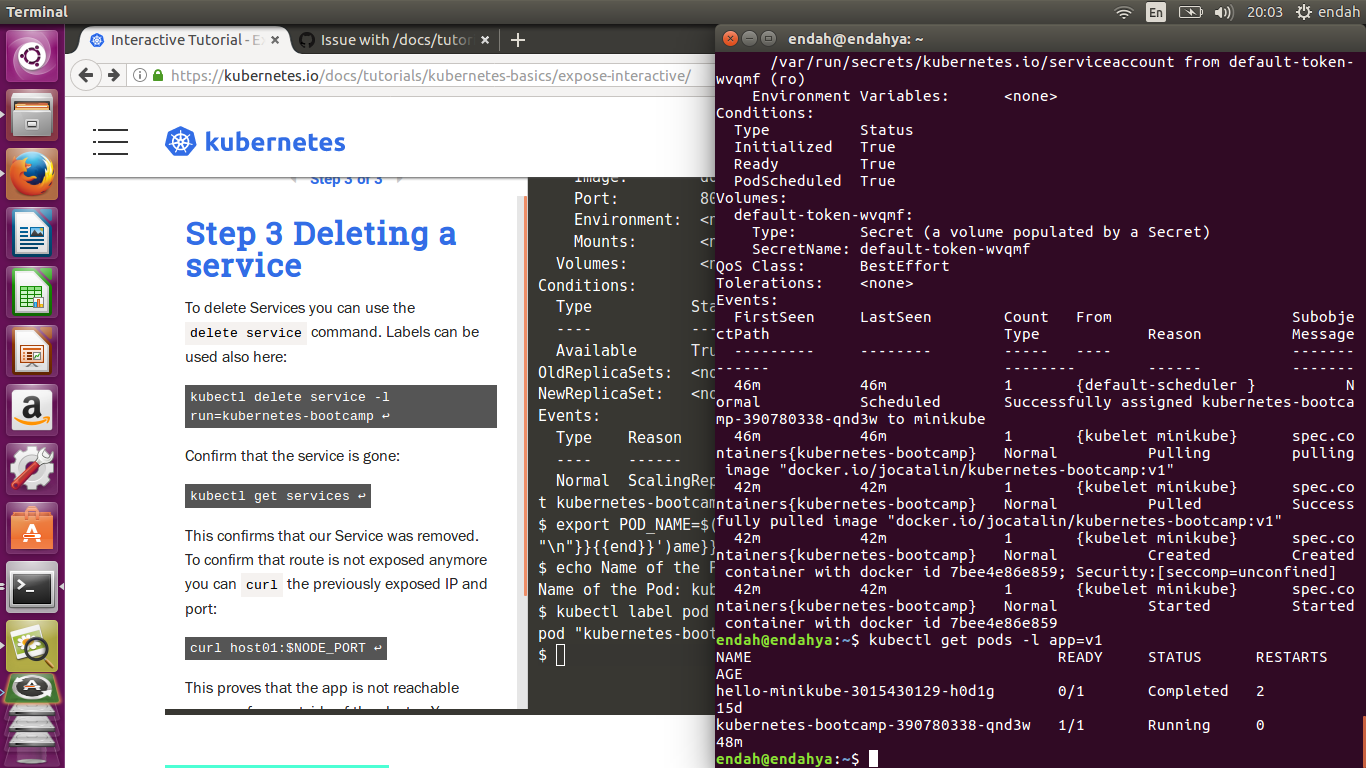 Terminal
En
20:03
endah
Interactive Tutorial - E
Issue with /docs/tutor
https://kubernetes.io/docs/tutorials/kubernetes-basics/expose-interactive/
kubernetes
Step 3 of 3
Step 3 Deleting a
service
To delete Services you can use the
delete service command. Labels can be
used also here:
kubectl delete service -l
run=kubernetes-bootcamp ↩
Confirm that the service is gone:
kubectl get services ↩
This confirms that our Service was removed.
To confirm that route is not exposed anymore
you can curl the previously exposed IP and
port:
curl host01:$NODE_PORT ↩
This proves that the app is not reachable
Image: do
Port: 80
Environment: <n
Mounts: <n
Volumes: <n
Conditions:
Type Sta
---- ---
Available Tru
OldReplicaSets: <no
NewReplicaSet: <no
Events:
Type Reason
---- ------
Normal ScalingRep
t kubernetes-bootcam
$ export POD_NAME=$(
"\n"}}{{end}}')ame}}
$ echo Name of the P
Name of the Pod: kub
$ kubectl label pod
pod "kubernetes-boot
$
endah@endahya: ~
/var/run/secrets/kubernetes.io/serviceaccount from default-token-
wvqmf (ro)
Environment Variables: <none>
Conditions:
Type Status
Initialized True
Ready True
PodScheduled True
Volumes:
default-token-wvqmf:
Type: Secret (a volume populated by a Secret)
SecretName: default-token-wvqmf
QoS Class: BestEffort
Tolerations: <none>
Events:
FirstSeen LastSeen Count From Subobje
ctPath Type Reason Message
--------- -------- ----- ---- -------
------ -------- ------ -------
46m 46m 1 {default-scheduler } N
ormal Scheduled Successfully assigned kubernetes-bootca
mp-390780338-qnd3w to minikube
46m 46m 1 {kubelet minikube} spec.co
ntainers{kubernetes-bootcamp} Normal Pulling pulling
image "docker.io/jocatalin/kubernetes-bootcamp:v1"
42m 42m 1 {kubelet minikube} spec.co
ntainers{kubernetes-bootcamp} Normal Pulled Success
fully pulled image "docker.io/jocatalin/kubernetes-bootcamp:v1"
42m 42m 1 {kubelet minikube} spec.co
ntainers{kubernetes-bootcamp} Normal Created Created
container with docker id 7bee4e86e859; Security:[seccomp=unconfined]
42m 42m 1 {kubelet minikube} spec.co
ntainers{kubernetes-bootcamp} Normal Started Started
container with docker id 7bee4e86e859
endah@endahya:~$ kubectl get pods -l app=v1
NAME READY STATUS RESTARTS
AGE
hello-minikube-3015430129-h0d1g 0/1 Completed 2
15d
kubernetes-bootcamp-390780338-qnd3w 1/1 Running 0
48m
endah@endahya:~$